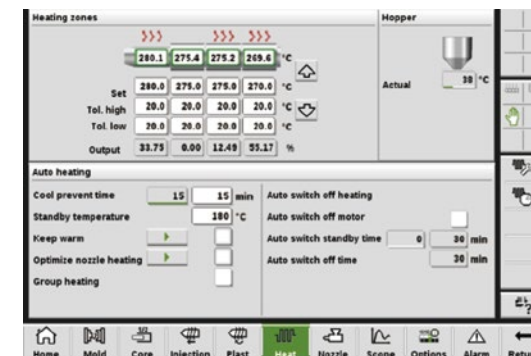 Heating zones
Hopper
280.1 275.4 275.2 269.6 °C
Actual 38 °C
Set 280.0 275.0 275.0 270.0 °C
Tol. high 20.0 20.0 20.0 20.0 °C
Tol. low 20.0 20.0 20.0 20.0 °C
Output 33.75 0.00 12.49 55.17 %
Auto heating
Cool prevent time 15 15 min
Standby temperature 180 °C
Keep warm
Optimize nozzle heating
Group heating
Auto switch off heating
Auto switch off motor
Auto switch standby time 0 30 min
Auto switch off time 30 min
Home Mold Core Injection Plast Heat Nozzle Scope Options Alarm